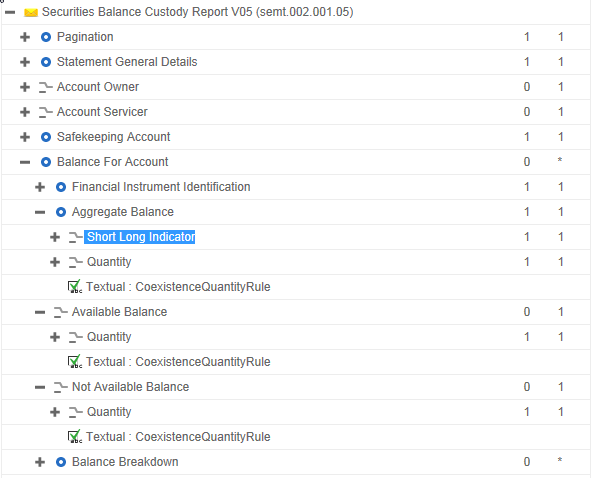 Securities Balance Custody Report V05 (semt.002.001.05)
Pagination 1 1
Statement General Details 1 1
Account Owner 0 1
Account Servicer 0 1
Safekeeping Account 1 1
Balance For Account 0 *
Financial Instrument Identification 1 1
Aggregate Balance 1 1
Short Long Indicator 1 1
Quantity 1 1
Textual : CoexistenceQuantityRule
Available Balance 0 1
Quantity 1 1
Textual : CoexistenceQuantityRule
Not Available Balance 0 1
Quantity 1 1
Textual : CoexistenceQuantityRule
Balance Breakdown 0 *